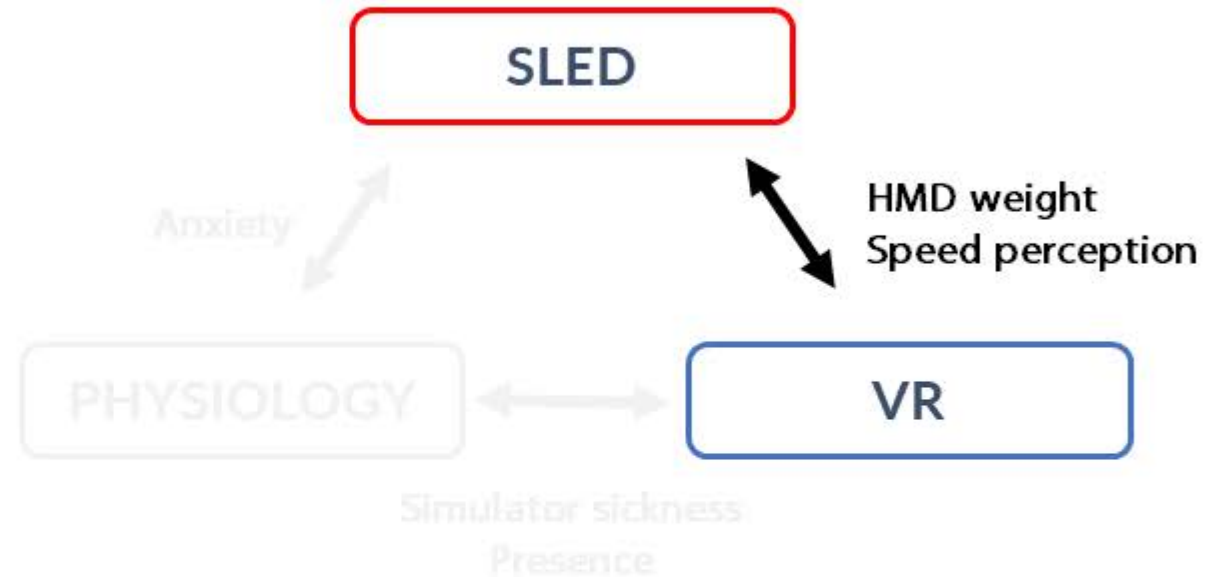 SLED
HMD weight
Speed perception
Anxiety
PHYSIOLOGY
VR
Simulator sickness
Presence